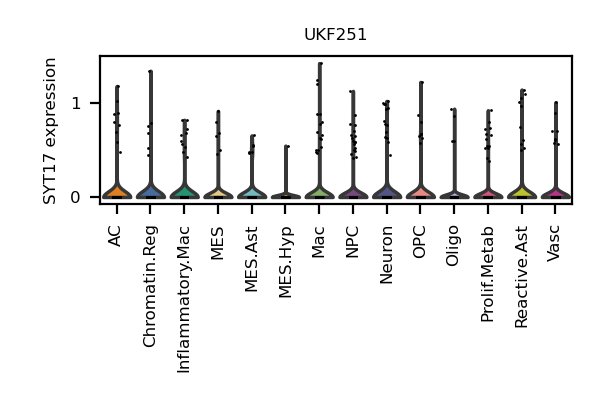 UKF251
SYT17 expression
1
0
AC
Chromatin.Reg
Inflammatory.Mac
MES
MES.Ast
MES.Hyp
Mac
NPC
Neuron
OPC
Oligo
Prolif.Metab
Reactive.Ast
Vasc